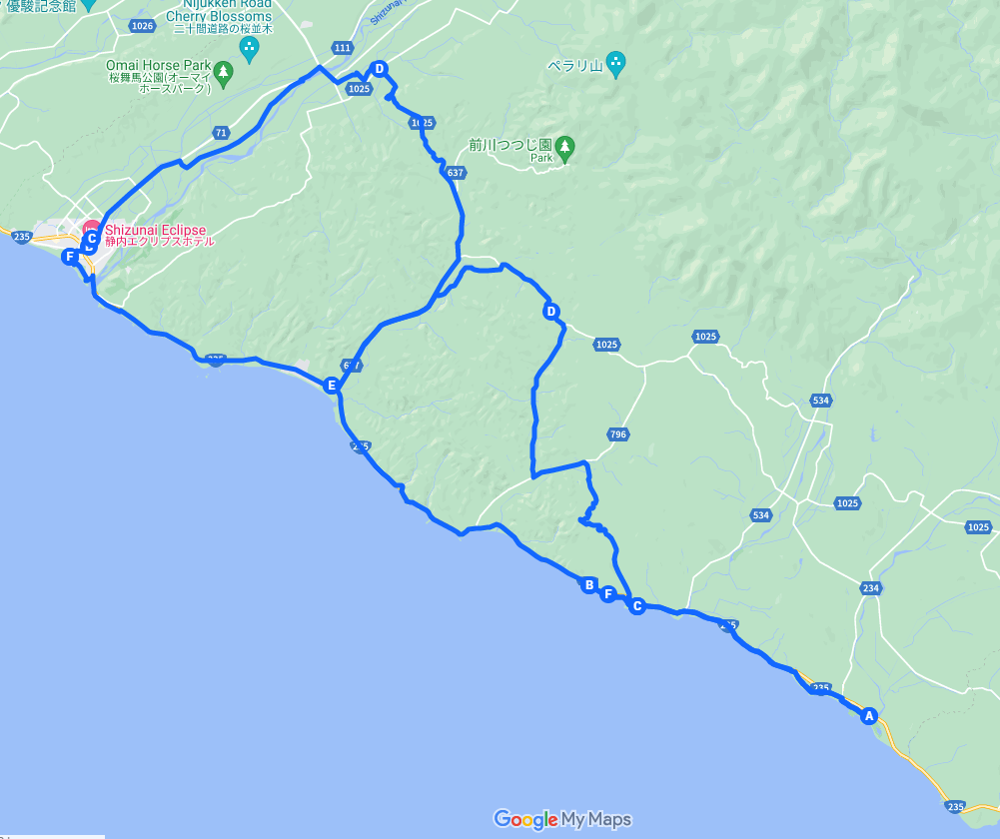 優駿記念館
Nijukken Road
Cherry Blossoms
二十間道路の桜並木
1026
Shizunai
111
Omai Horse Park
桜舞馬公園(オーマイ
ホースパーク)
D
1025
ペラリ山
71
1025
前川つつじ園
Park
637
235
Shizunai Eclipse
静内エクリプスホテル
C
F
D
1025
1025
E
534
796
1025
534
1025
B
F
C
234
235
A
235
Google My Maps